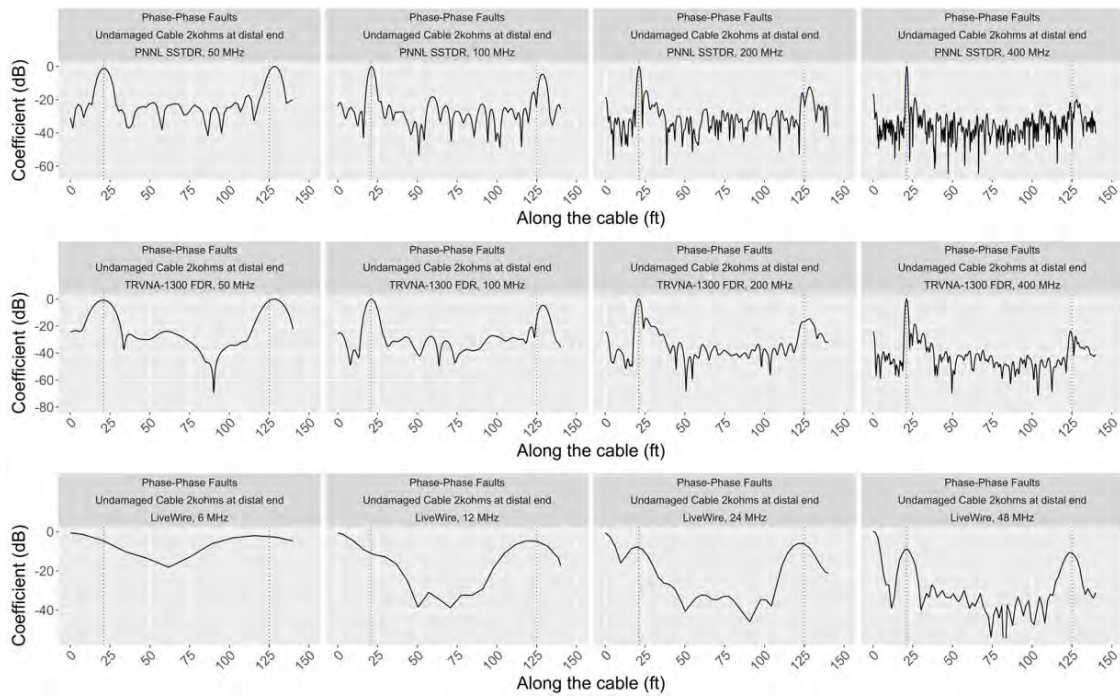 Phase-Phase Faults
Undamaged Cable 2kohms at distal end
PNNL SSTDR, 50 MHz
Phase-Phase Faults
Undamaged Cable 2kohms at distal end
PNNL SSTDR, 100 MHz
Phase-Phase Faults
Undamaged Cable 2kohms at distal end
PNNL SSTDR, 200 MHz
Phase-Phase Faults
Undamaged Cable 2kohms at distal end
PNNL SSTDR, 400 MHz
Coefficient (dB)
0
-20
-40
-60
0 25 50 75 100 125 150
0 25 50 75 100 125 150
0 25 50 75 100 125 150
0 25 50 75 100 125 150
Along the cable (ft)
Phase-Phase Faults
Undamaged Cable 2kohms at distal end
TRVNA-1300 FDR, 50 MHz
Phase-Phase Faults
Undamaged Cable 2kohms at distal end
TRVNA-1300 FDR, 100 MHz
Phase-Phase Faults
Undamaged Cable 2kohms at distal end
TRVNA-1300 FDR, 200 MHz
Phase-Phase Faults
Undamaged Cable 2kohms at distal end
TRVNA-1300 FDR, 400 MHz
Coefficient (dB)
0
-20
-40
-60
-80
0 25 50 75 100 125 150
0 25 50 75 100 125 150
0 25 50 75 100 125 150
0 25 50 75 100 125 150
Along the cable (ft)
Phase-Phase Faults
Undamaged Cable 2kohms at distal end
LiveWire, 6 MHz
Phase-Phase Faults
Undamaged Cable 2kohms at distal end
LiveWire, 12 MHz
Phase-Phase Faults
Undamaged Cable 2kohms at distal end
LiveWire, 24 MHz
Phase-Phase Faults
Undamaged Cable 2kohms at distal end
LiveWire, 48 MHz
Coefficient (dB)
0
-20
-40
0 25 50 75 100 125 150
0 25 50 75 100 125 150
0 25 50 75 100 125 150
0 25 50 75 100 125 150
Along the cable (ft)